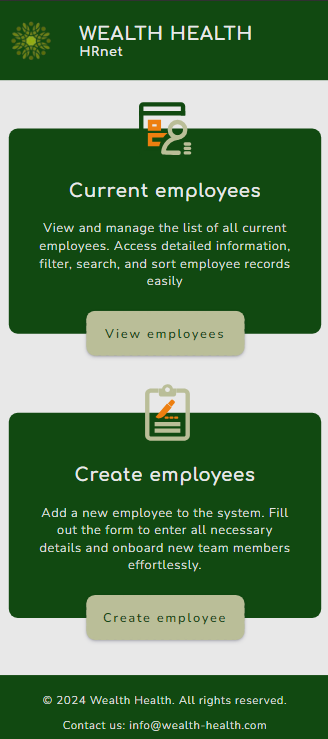 WEALTH HEALTH
HRnet
Current employees
View and manage the list of all current
employees. Access detailed information,
filter, search, and sort employee records
easily
View employees
Create employees
Add a new employee to the system. Fill
out the form to enter all necessary
details and onboard new team members
effortlessly.
Create employee
© 2024 Wealth Health. All rights reserved.
Contact us: info@wealth-health.com